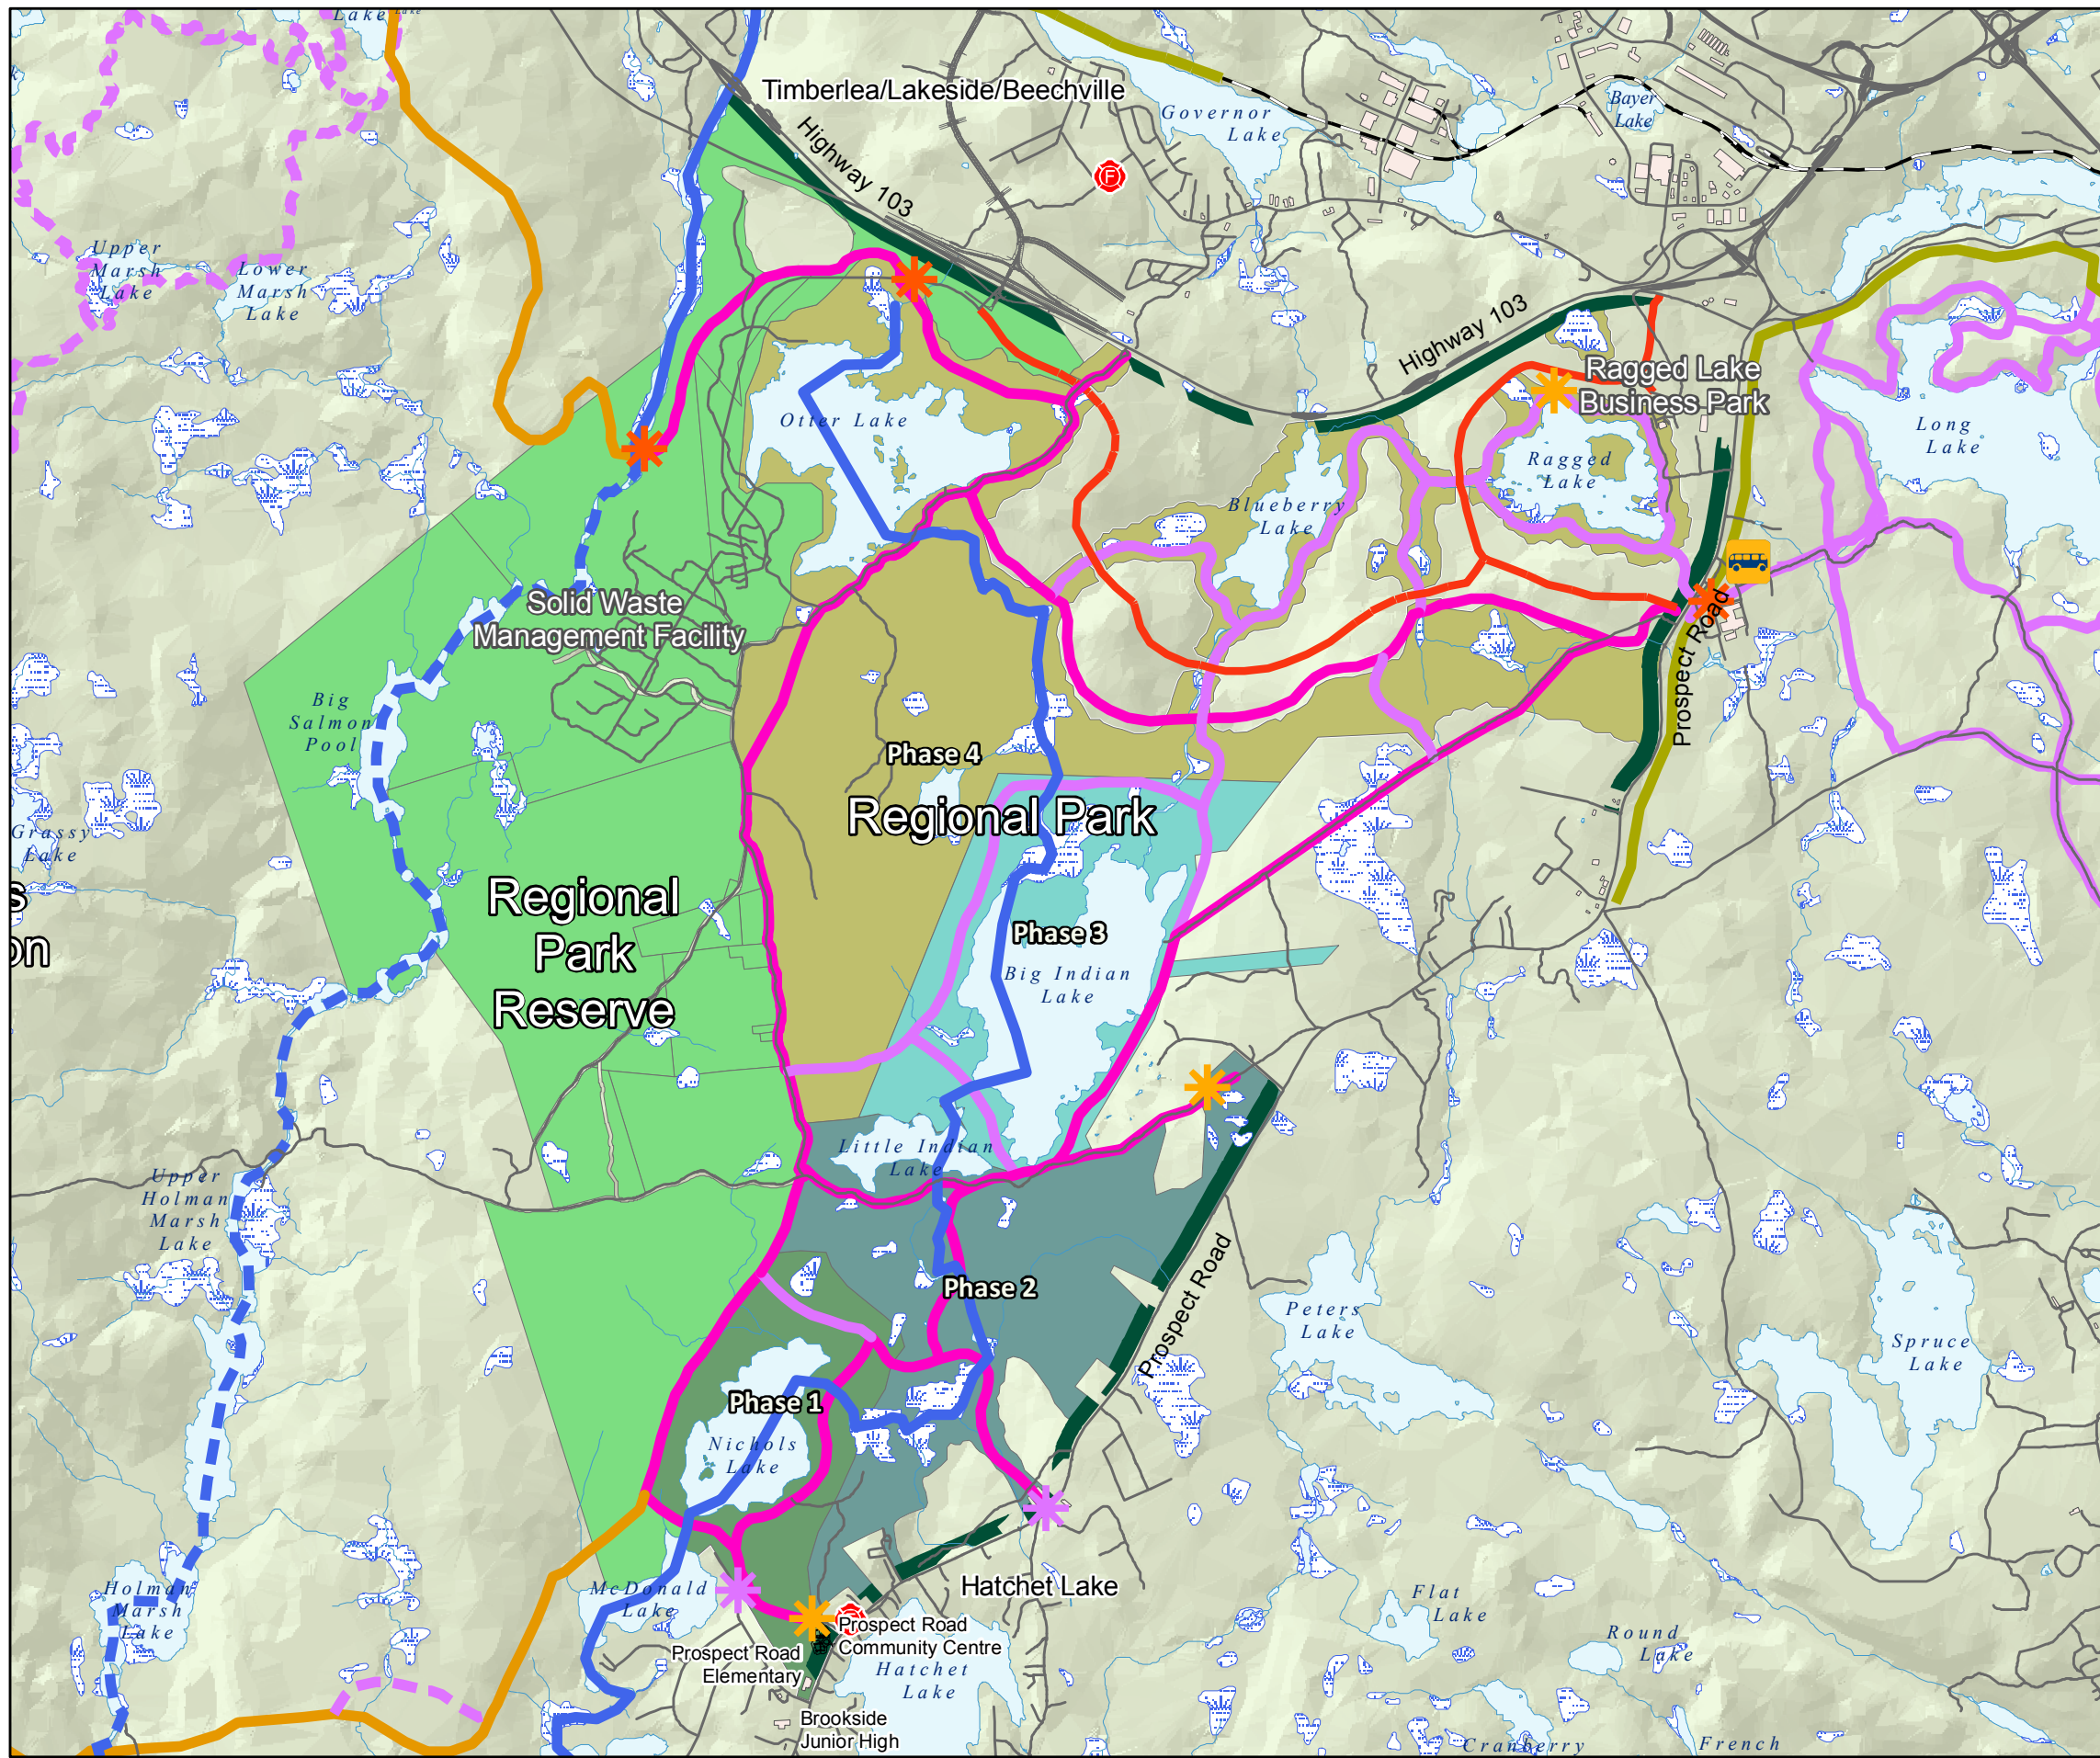 Lake
Lake
Timberlea/Lakeside/Beechville
Governor
Lake
Bayer
Lake
Highway 103
F
Upper
Marsh
Lake
Lower
Marsh
Lake
Highway 103
Ragged Lake
Business Park
Otter Lake
Long
Lake
Ragged
Lake
Blueberry
Lake
Solid Waste
Management Facility
Prospect Road
Big
Salmon
Pool
Phase 4
Regional Park
Grassy
Lake
s
on
Regional
Park
Reserve
Phase 3
Big Indian
Lake
Little Indian
Lake
Upper
Holman
Marsh
Lake
Phase 2
Prospect Road
Peters
Lake
Spruce
Lake
Phase 1
Nichols
Lake
Holman
Marsh
Lake
McDonald
Lake
Hatchet Lake
Flat
Lake
Round
Lake
Prospect Road
Community Centre
Prospect Road
Elementary
Hatchet
Lake
Brookside
Junior High
Cranberry
French